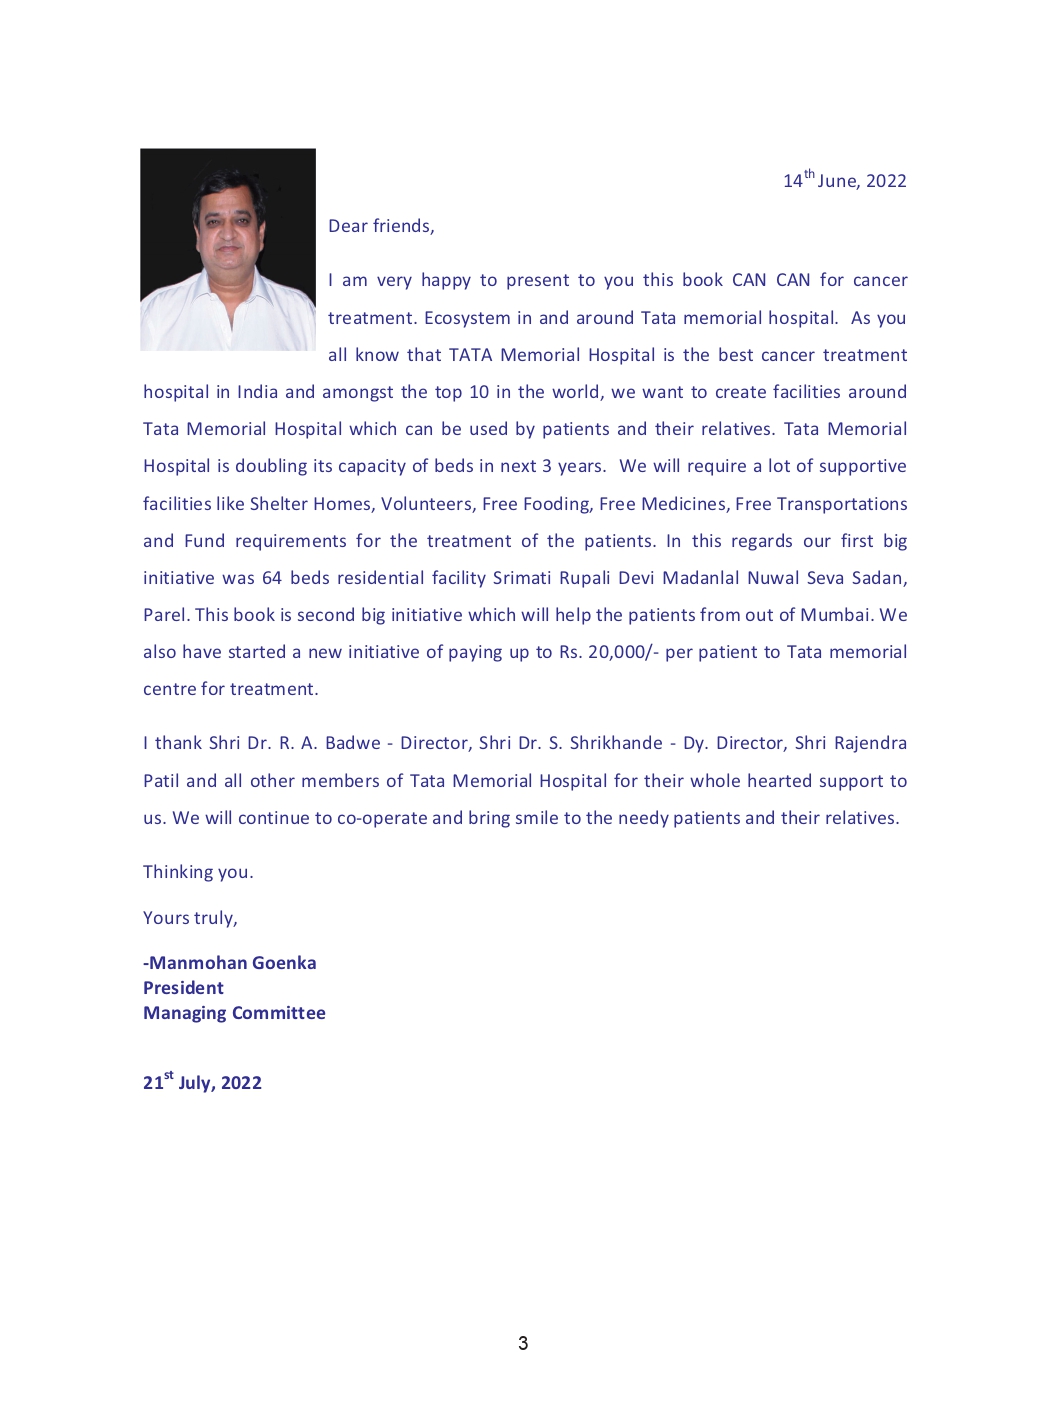 14th June, 2022
Dear friends,
I am very happy to present to you this book CAN CAN for cancer
treatment. Ecosystem in and around Tata memorial hospital.  As you
all know that TATA Memorial Hospital is the best cancer treatment
hospital in India and amongst the top 10 in the world, we want to create facilities around
Tata Memorial Hospital which can be used by patients and their relatives. Tata Memorial
Hospital is doubling its capacity of beds in next 3 years.  We will require a lot of supportive
facilities like Shelter Homes, Volunteers, Free Fooding, Free Medicines, Free Transportations
and Fund requirements for the treatment of the patients. In this regards our first big
initiative was 64 beds residential facility Srimati Rupali Devi Madanlal Nuwal Seva Sadan,
Parel. This book is second big initiative which will help the patients from out of Mumbai. We
also have started a new initiative of paying up to Rs. 20,000/- per patient to Tata memorial
centre for treatment.
I thank Shri Dr. R. A. Badwe - Director, Shri Dr. S. Shrikhande - Dy. Director, Shri Rajendra
Patil and all other members of Tata Memorial Hospital for their whole hearted support to
us. We will continue to co-operate and bring smile to the needy patients and their relatives.
Thinking you.
Yours truly,
-Manmohan Goenka
President
Managing Committee
21st July, 2022
3